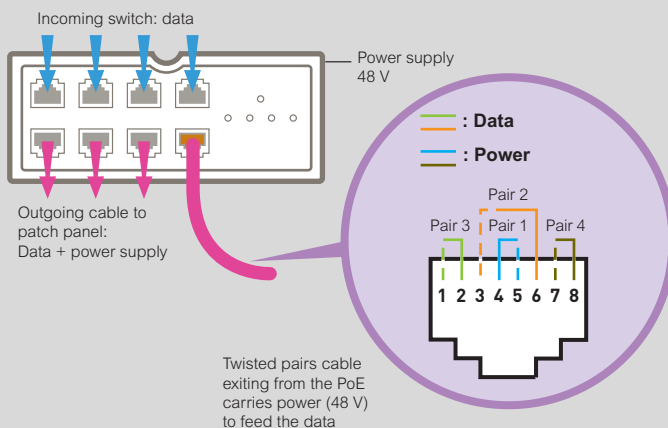 Incoming switch: data
Power supply
48 V
: Data
: Power
Pair 2
Pair 3
Pair 1
Pair 4
1 2 3 4 5 6 7 8
Outgoing cable to
patch panel:
Data + power supply
Twisted pairs cable
exiting from the PoE
carries power (48 V)
to feed the data